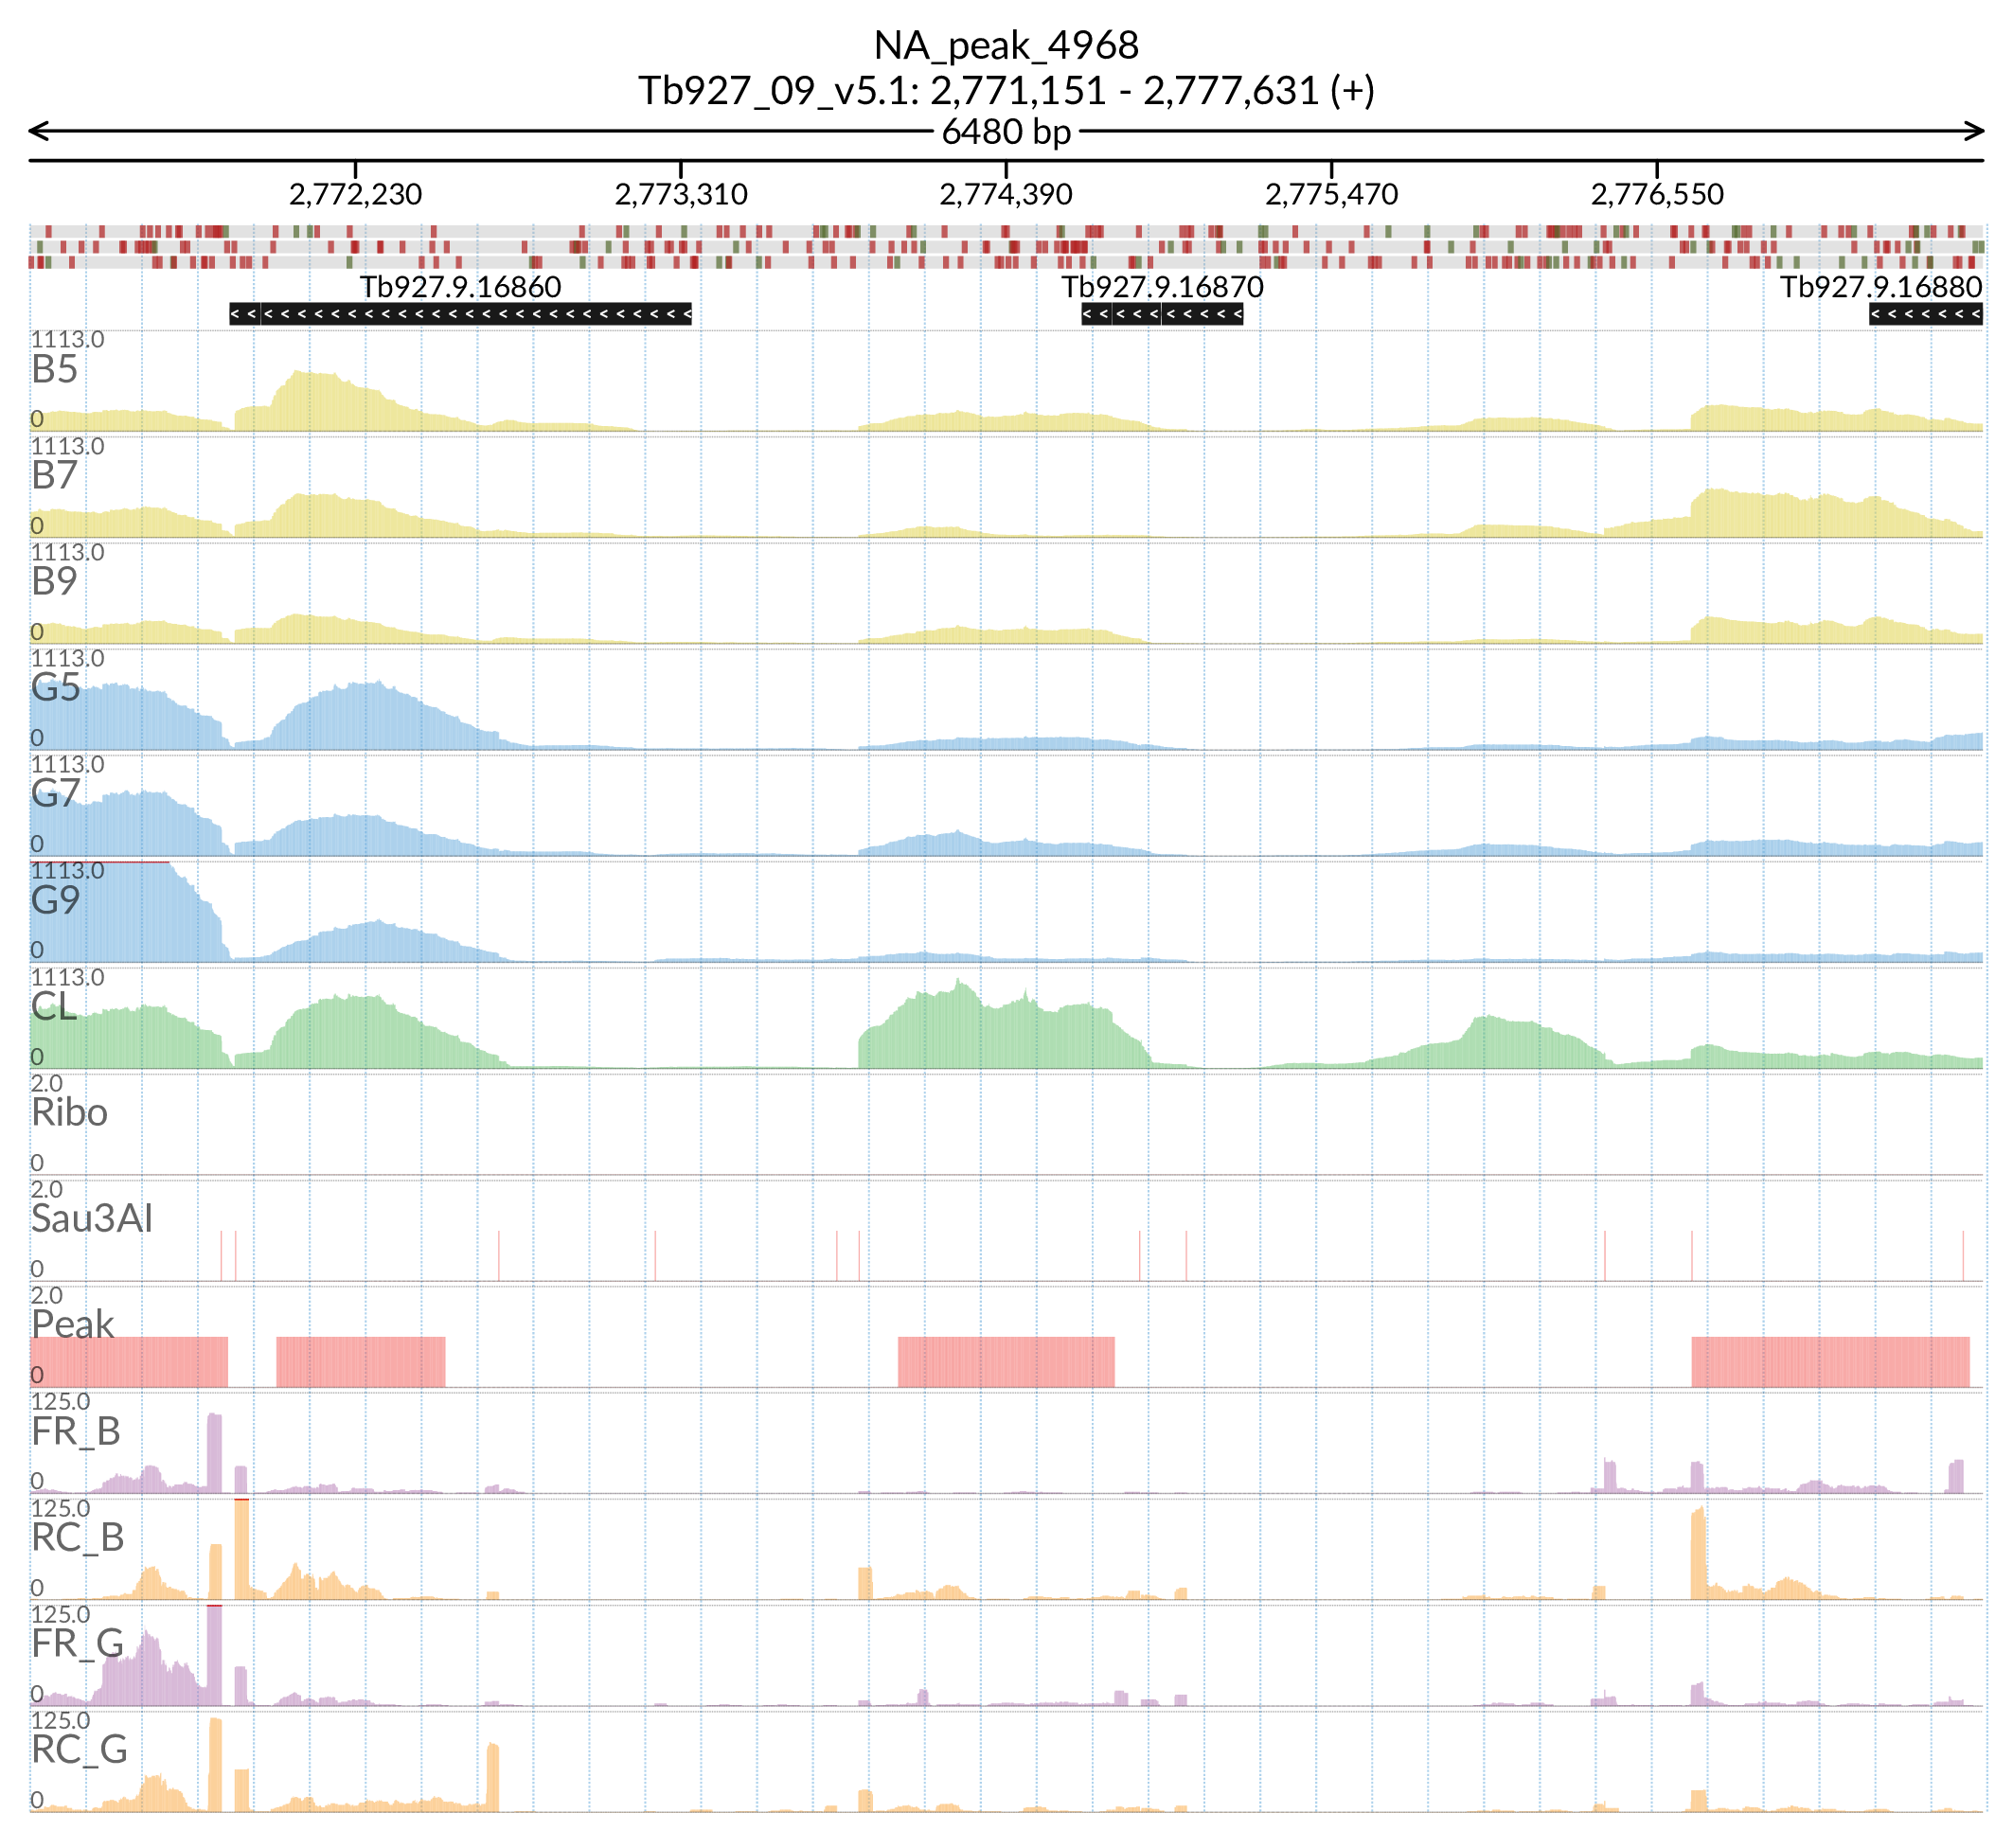 NA_peak_4968
Tb927_09_v5.1: 2,771,151 - 2,777,631 (+)
6480 bp
2,772,230 2,773,310 2,774,390 2,775,470 2,776,550
Tb927.9.16860 Tb927.9.16870 Tb927.9.16880
1113.0
B5
0
1113.0
B7
0
1113.0
B9
0
1113.0
G5
0
1113.0
G7
0
1113.0
G9
0
1113.0
CL
0
2.0
Ribo
0
2.0
Sau3AI
0
2.0
Peak
0
125.0
FR_B
0
125.0
RC_B
0
125.0
FR_G
0
125.0
RC_G
0